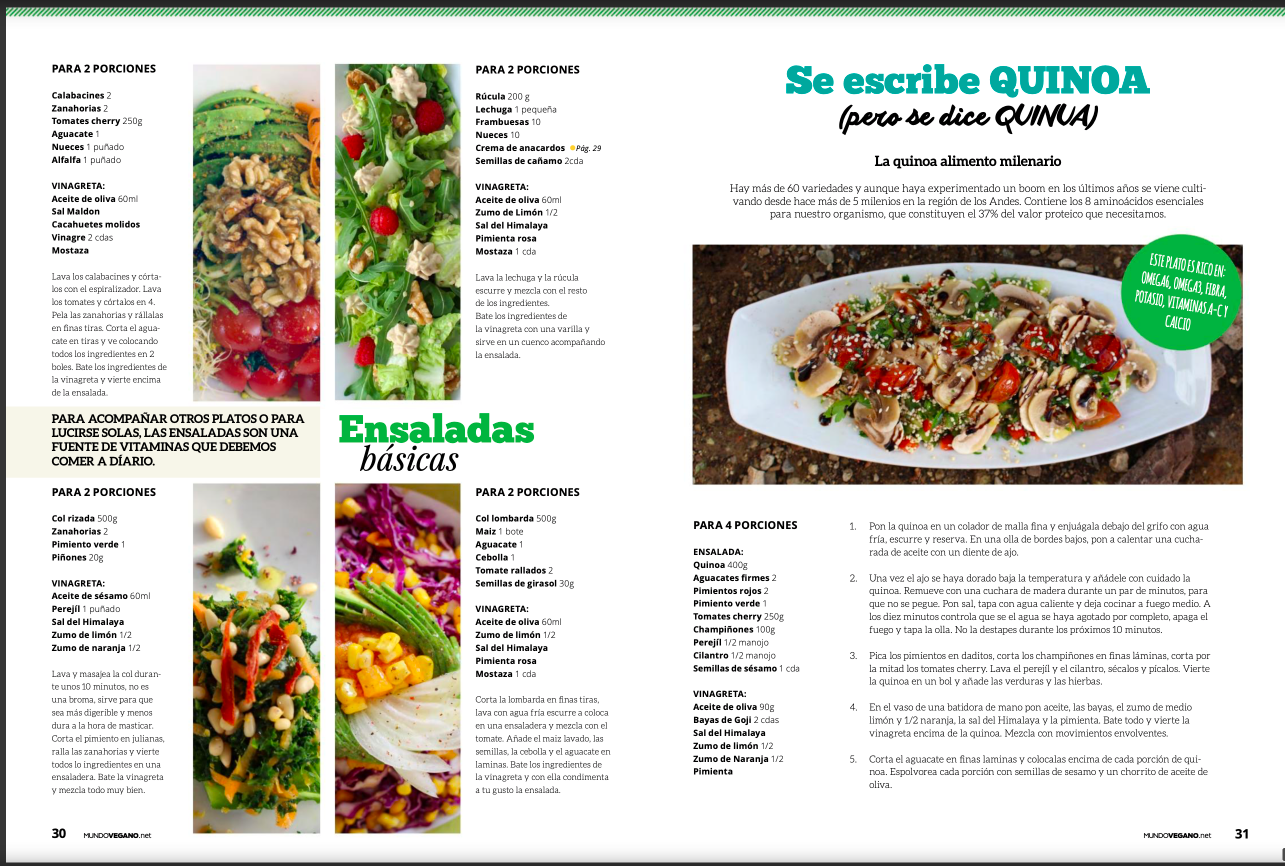 PARA 2 PORCIONES
Calabacines 2
Zanahorias 2
Tomates cherry 250g
Aguacate 1
Nueces 1 puñado
Alfalfa 1 puñado
VINAGRETA:
Aceite de oliva 60ml
Sal Maldon
Cacahuetes molidos
Vinagre 2 cdas
Mostaza
Lava los calabacines y córta-
los con el espiralizador. Lava
los tomates y córtalos en 4.
Pela las zanahorias y rállalas
en finas tiras. Corta el agua-
cate en tiras y ve colocando
todos los ingredientes en 2
boles. Bate los ingredientes de
la vinagreta y vierte encima
de la ensalada.
PARA 2 PORCIONES
Rúcula 200 g
Lechuga 1 pequeña
Frambuesas 10
Nueces 10
Crema de anacardos Pág. 29
Semillas de cañamo 2cda
VINAGRETA:
Aceite de oliva 60ml
Zumo de Limón 1/2
Sal del Himalaya
Pimienta rosa
Mostaza 1 cda
Lava la lechuga y la rúcula
escurre y mezcla con el resto
de los ingredientes.
Bate los ingredientes de
la vinagreta con una varilla y
sirve en un cuenco acompañando
la ensalada.
PARA ACOMPAÑAR OTROS PLATOS O PARA
LUCIRSE SOLAS, LAS ENSALADAS SON UNA
FUENTE DE VITAMINAS QUE DEBEMOS
COMER A DÍARIO.
Ensaladas
básicas
PARA 2 PORCIONES
Col rizada 500g
Zanahorias 2
Pimiento verde 1
Piñones 20g
VINAGRETA:
Aceite de sésamo 60ml
Perejil 1 puñado
Sal del Himalaya
Zumo de limón 1/2
Zumo de naranja 1/2
Lava y masajea la col duran-
te unos 10 minutos, no es
una broma, sirve para que
sea más digerible y menos
dura a la hora de masticar.
Corta el pimiento en julianas,
ralla las zanahorias y vierte
todos lo ingredientes en una
ensaladera. Bate la vinagreta
y mezcla todo muy bien.
PARA 2 PORCIONES
Col lombarda 500g
Maiz 1 bote
Aguacate 1
Cebolla 1
Tomate rallados 2
Semillas de girasol 30g
VINAGRETA:
Aceite de oliva 60ml
Zumo de limón 1/2
Sal del Himalaya
Pimienta rosa
Mostaza 1 cda
Corta la lombarda en finas tiras,
lava con agua fría escurre a coloca
en una ensaladera y mezcla con el
tomate. Añade el maiz lavado, las
semillas, la cebolla y el aguacate en
laminas. Bate los ingredientes de
la vinagreta y con ella condimenta
a tu gusto la ensalada.
30 MUNDOVEGANO.net
Se escribe QUINOA
(pero se dice QUINUA)
La quinoa alimento milenario
Hay más de 60 variedades y aunque haya experimentado un boom en los últimos años se viene culti-
vando desde hace más de 5 milenios en la región de los Andes. Contiene los 8 aminoácidos esenciales
para nuestro organismo, que constituyen el 37% del valor proteico que necesitamos.
ESTE PLATO ES RICO EN:
OMEGA6, OMEGA3, FIBRA,
POTASIO, VITAMINAS A-C Y
CALCIO
PARA 4 PORCIONES
ENSALADA:
Quinoa 400g
Aguacates firmes 2
Pimientos rojos 2
Pimiento verde 1
Tomates cherry 250g
Champiñones 100g
Perejil 1/2 manojo
Cilantro 1/2 manojo
Semillas de sésamo 1 cda
VINAGRETA:
Aceite de oliva 90g
Bayas de Goji 2 cdas
Sal del Himalaya
Zumo de limón 1/2
Zumo de Naranja 1/2
Pimienta
1. Pon la quinoa en un colador de malla fina y enjuágala debajo del grifo con agua
fría, escurre y reserva. En una olla de bordes bajos, pon a calentar una cucha-
rada de aceite con un diente de ajo.
2. Una vez el ajo se haya dorado baja la temperatura y añádele con cuidado la
quinoa. Remueve con una cuchara de madera durante un par de minutos, para
que no se pegue. Pon sal, tapa con agua caliente y deja cocinar a fuego medio. A
los diez minutos controla que se el agua se haya agotado por completo, apaga el
fuego y tapa la olla. No la destapes durante los próximos 10 minutos.
3. Pica los pimientos en daditos, corta los champiñones en finas láminas, corta por
la mitad los tomates cherry. Lava el perejíl y el cilantro, sécalos y pícalos. Vierte
la quinoa en un bol y añade las verduras y las hierbas.
4. En el vaso de una batidora de mano pon aceite, las bayas, el zumo de medio
limón y 1/2 naranja, la sal del Himalaya y la pimienta. Bate todo y vierte la
vinagreta encima de la quinoa. Mezcla con movimientos envolventes.
5. Corta el aguacate en finas laminas y colocalas encima de cada porción de qui-
noa. Espolvorea cada porción con semillas de sesamo y un chorrito de aceite de
oliva.
MUNDOVEGANO.net 31